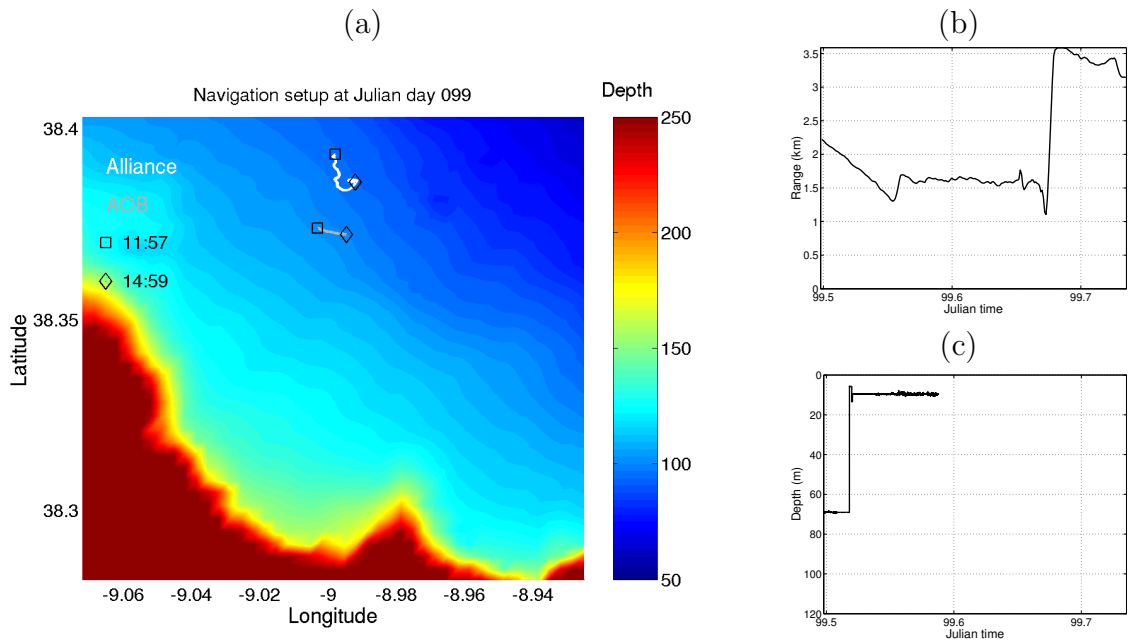 (a)
Navigation setup at Julian day 099
Depth
Alliance
AOB
11:57
14:59
38.4
38.35
38.3
Latitude
-9.06 -9.04 -9.02 -9 -8.98 -8.96 -8.94
Longitude
250
200
150
100
50
(b)
3.5
3
2.5
2
1.5
1
0.5
0
Range (km)
99.5 99.6 99.7
Julian time
(c)
0
20
40
60
80
100
120
Depth (m)
99.5 99.6 99.7
Julian time